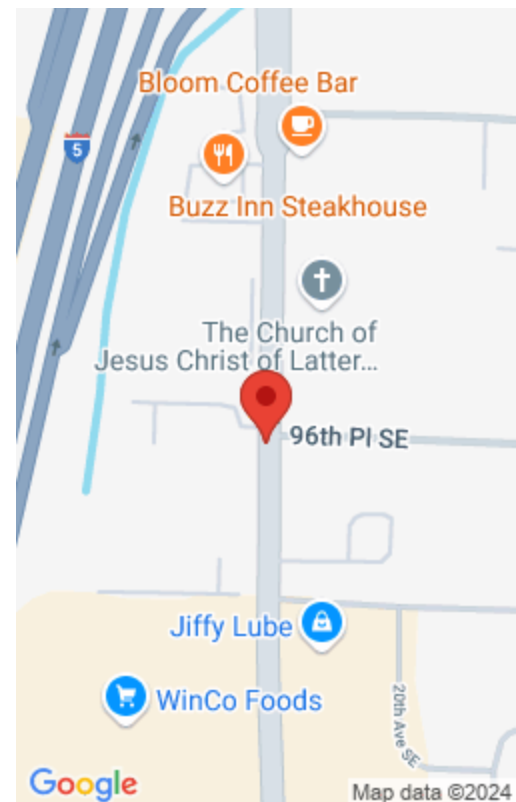 Bloom Coffee Bar
5
Buzz Inn Steakhouse
The Church of
Jesus Christ of Latter...
96th Pl SE
Jiffy Lube
WinCo Foods
20th Ave SE
Google
Map data ©2024